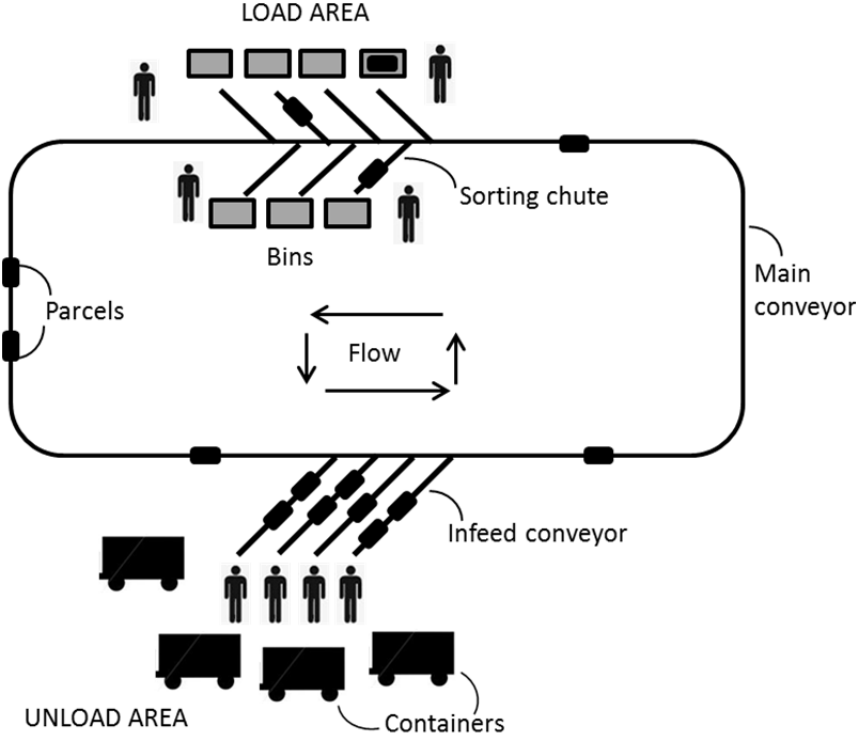 LOAD AREA
Sorting chute
Bins
Main
conveyor
Parcels
Flow
Infeed conveyor
UNLOAD AREA
Containers